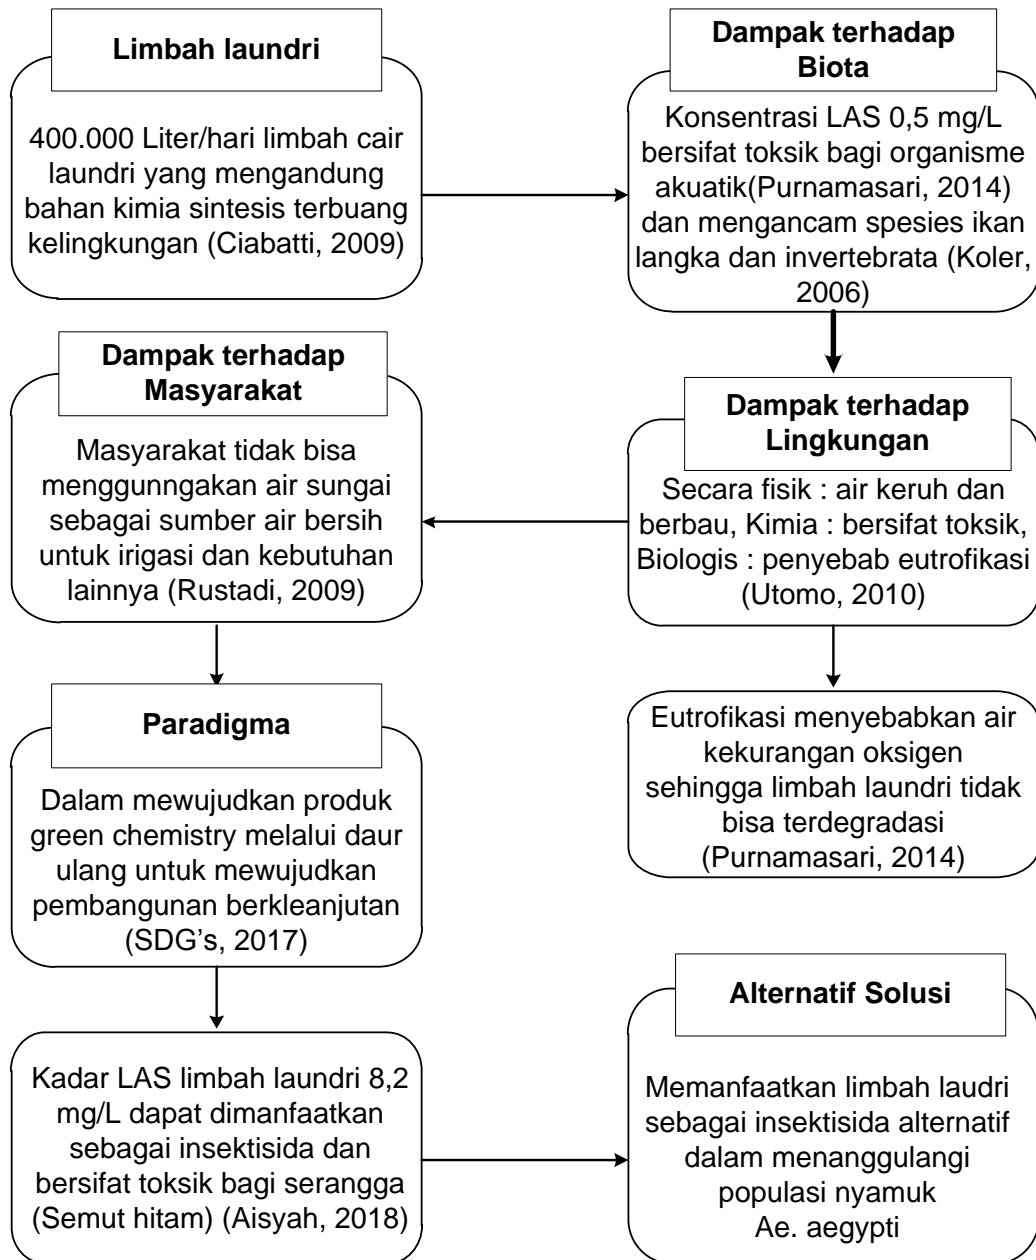 Limbah laundri
400.000 Liter/hari limbah cair
laundri yang mengandung
bahan kimia sintesis terbuang
kelingkungan (Ciabatti, 2009)
Dampak terhadap
Biota
Konsentrasi LAS 0,5 mg/L
bersifat toksik bagi organisme
akuatik(Purnamasari, 2014)
dan mengancam spesies ikan
langka dan invertebrata (Koler,
2006)
Dampak terhadap
Lingkungan
Secara fisik : air keruh dan
berbau, Kimia : bersifat toksik,
Biologis : penyebab eutrofikasi
(Utomo, 2010)
Eutrofikasi menyebabkan air
kekurangan oksigen
sehingga limbah laundri tidak
bisa terdegradasi
(Purnamasari, 2014)
Dampak terhadap
Masyarakat
Masyarakat tidak bisa
menggunngakan air sungai
sebagai sumber air bersih
untuk irigasi dan kebutuhan
lainnya (Rustadi, 2009)
Paradigma
Dalam mewujudkan produk
green chemistry melalui daur
ulang untuk mewujudkan
pembangunan berkleanjutan
(SDG's, 2017)
Kadar LAS limbah laundri 8,2
mg/L dapat dimanfaatkan
sebagai insektisida dan
bersifat toksik bagi serangga
(Semut hitam) (Aisyah, 2018)
Alternatif Solusi
Memanfaatkan limbah laudri
sebagai insektisida alternatif
dalam menanggulangi
populasi nyamuk
Ae. aegypti